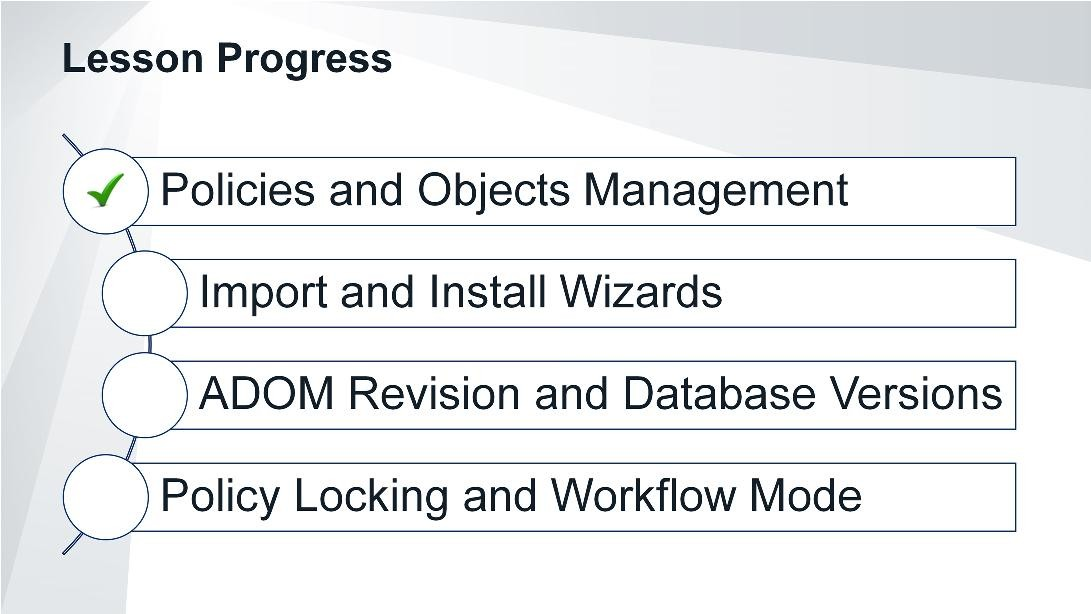 Lesson Progress
Policies and Objects Management
Import and Install Wizards
ADOM Revision and Database Versions
Policy Locking and Workflow Mode